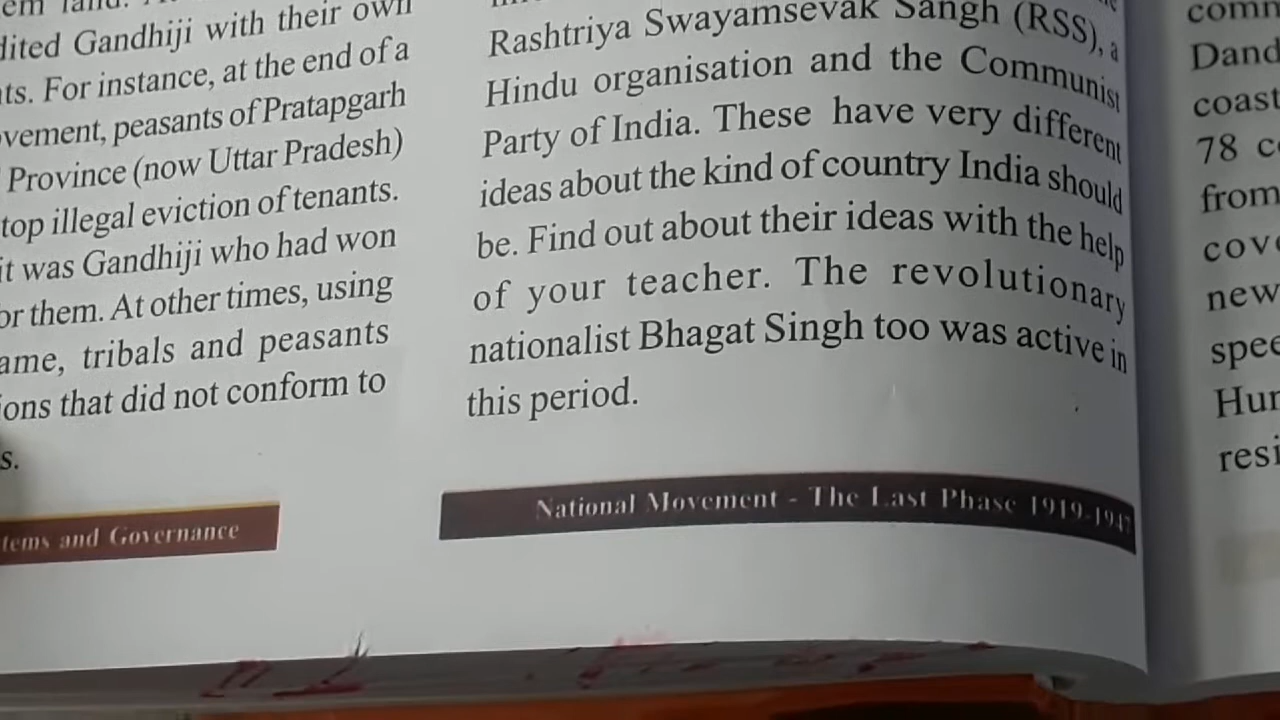 dited Gandhiji with their own
ts. For instance, at the end of a
vement, peasants of Pratapgarh
Province (now Uttar Pradesh)
top illegal eviction of tenants.
it was Gandhiji who had won
or them. At other times, using
ame, tribals and peasants
ions that did not conform to
s.
tems and Governance
Rashtriya Swayamsevak Sangh (RSS), a
Hindu organisation and the Communist
Party of India. These have very different
ideas about the kind of country India should
be. Find out about their ideas with the help
of your teacher. The revolutionary
nationalist Bhagat Singh too was active in
this period.
National Movement - The Last Phase 1919-1947
Dand
coast
78 c
from
cove
new
spee
Hun
resi